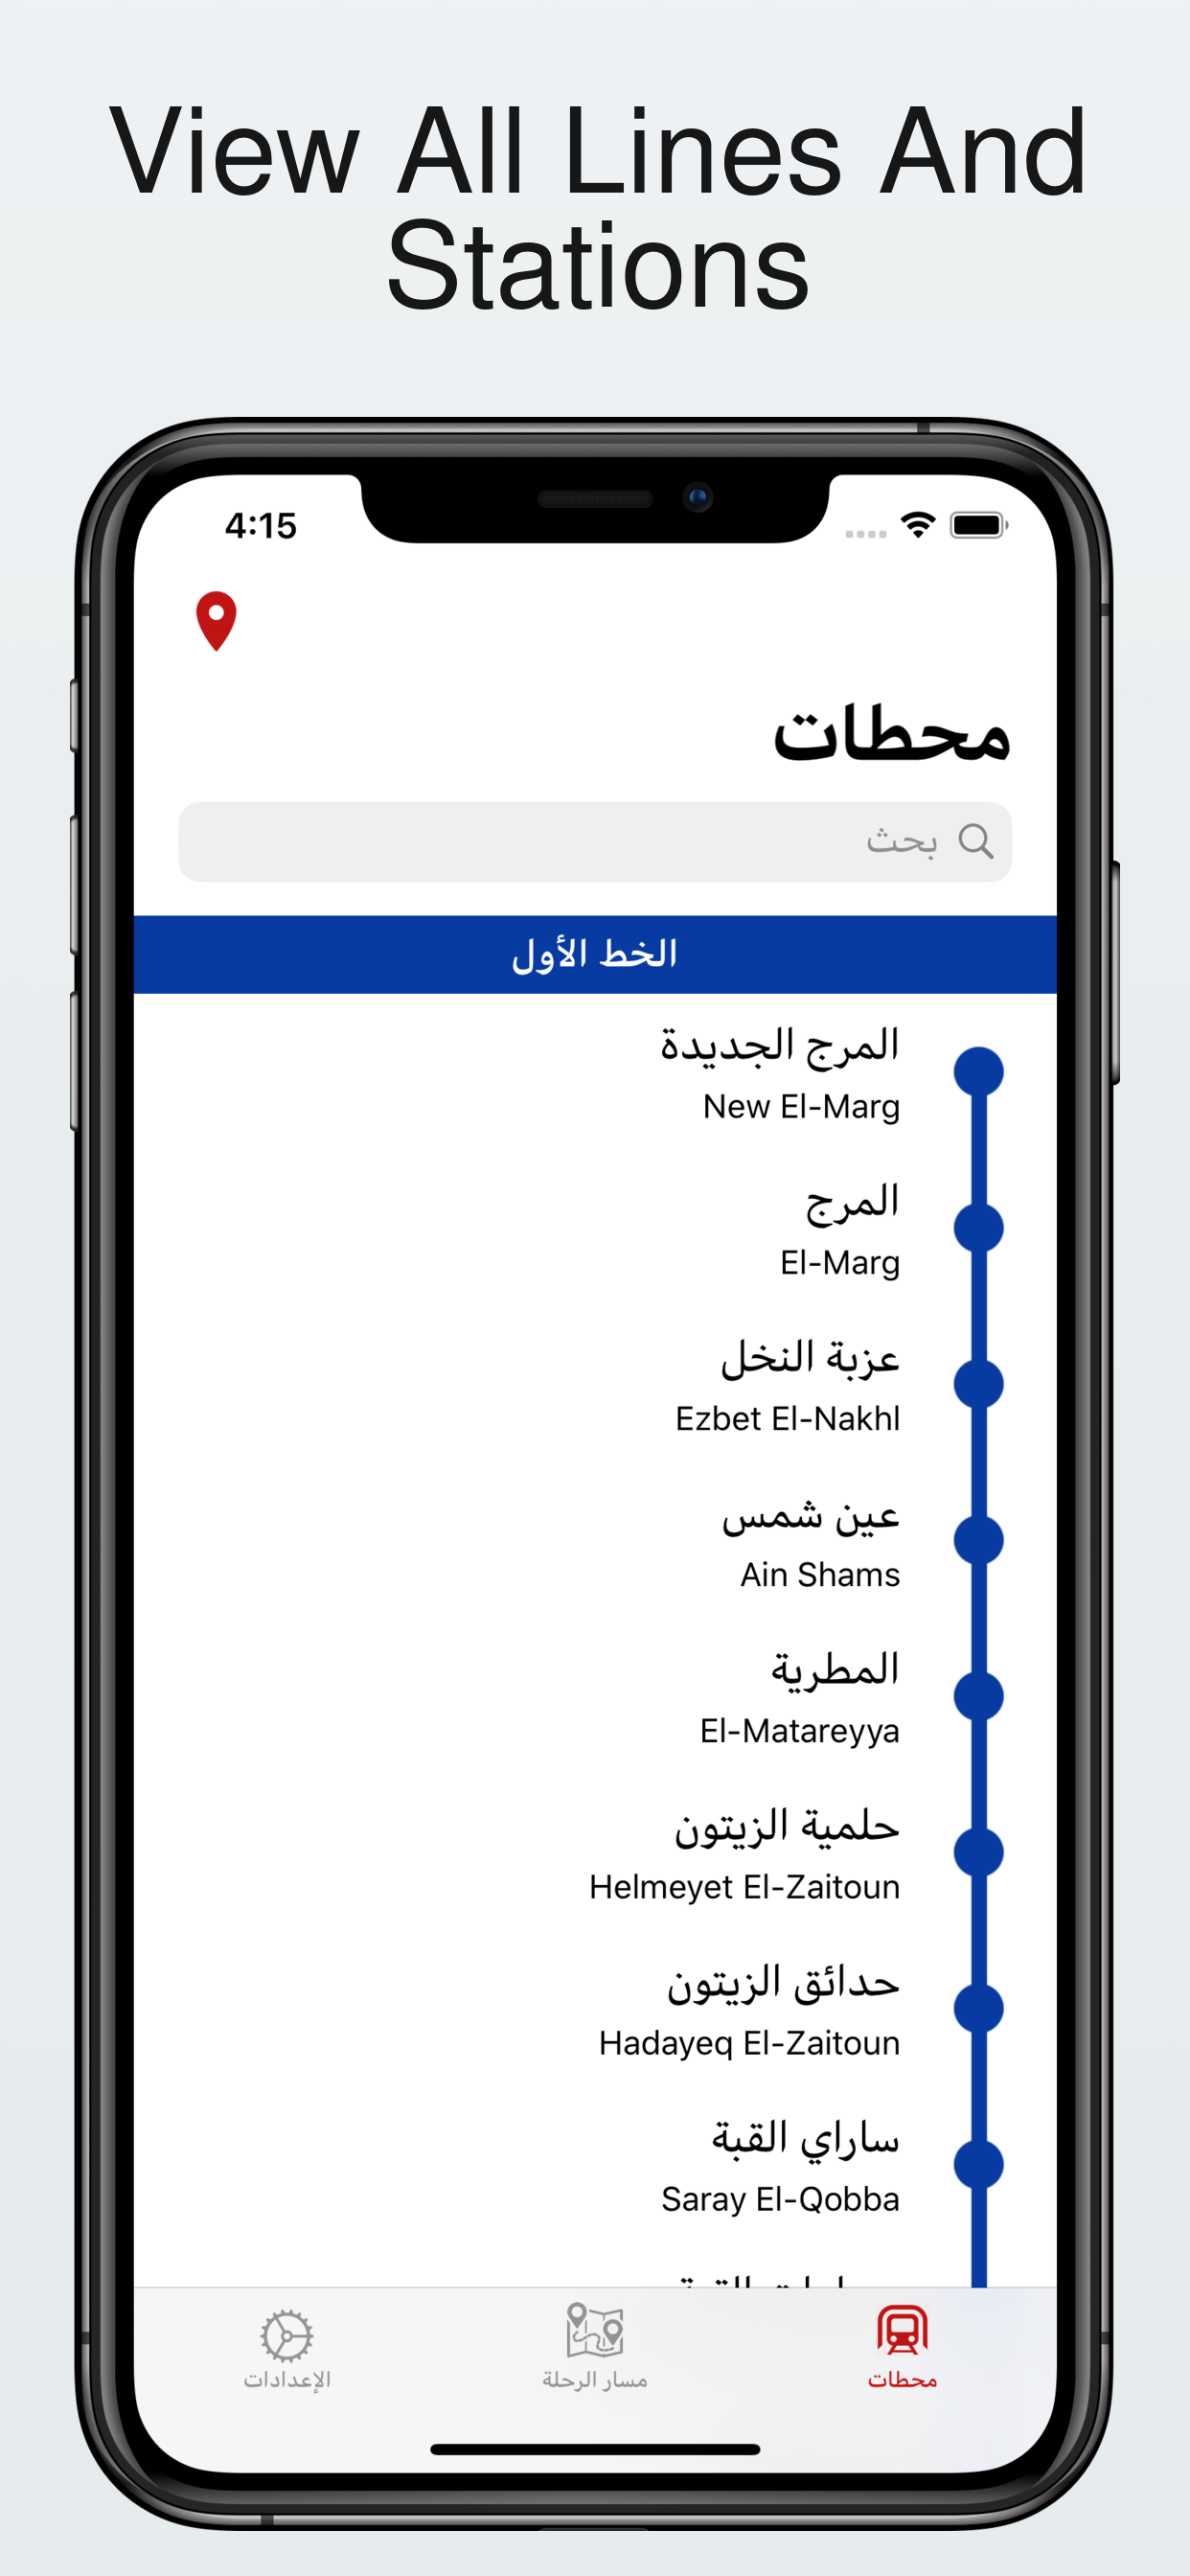 View All Lines And
Stations
4:15
محطات
بحث
الخط الأول
المرج الجديدة
New El-Marg
المرج
El-Marg
عزبة النخل
Ezbet El-Nakhl
عين شمس
Ain Shams
المطرية
El-Matareyya
حلمية الزيتون
Helmeyet El-Zaitoun
حدائق الزيتون
Hadayeq El-Zaitoun
ساراي القبة
Saray El-Qobba
محطات
مسار الرحلة
الإعدادات